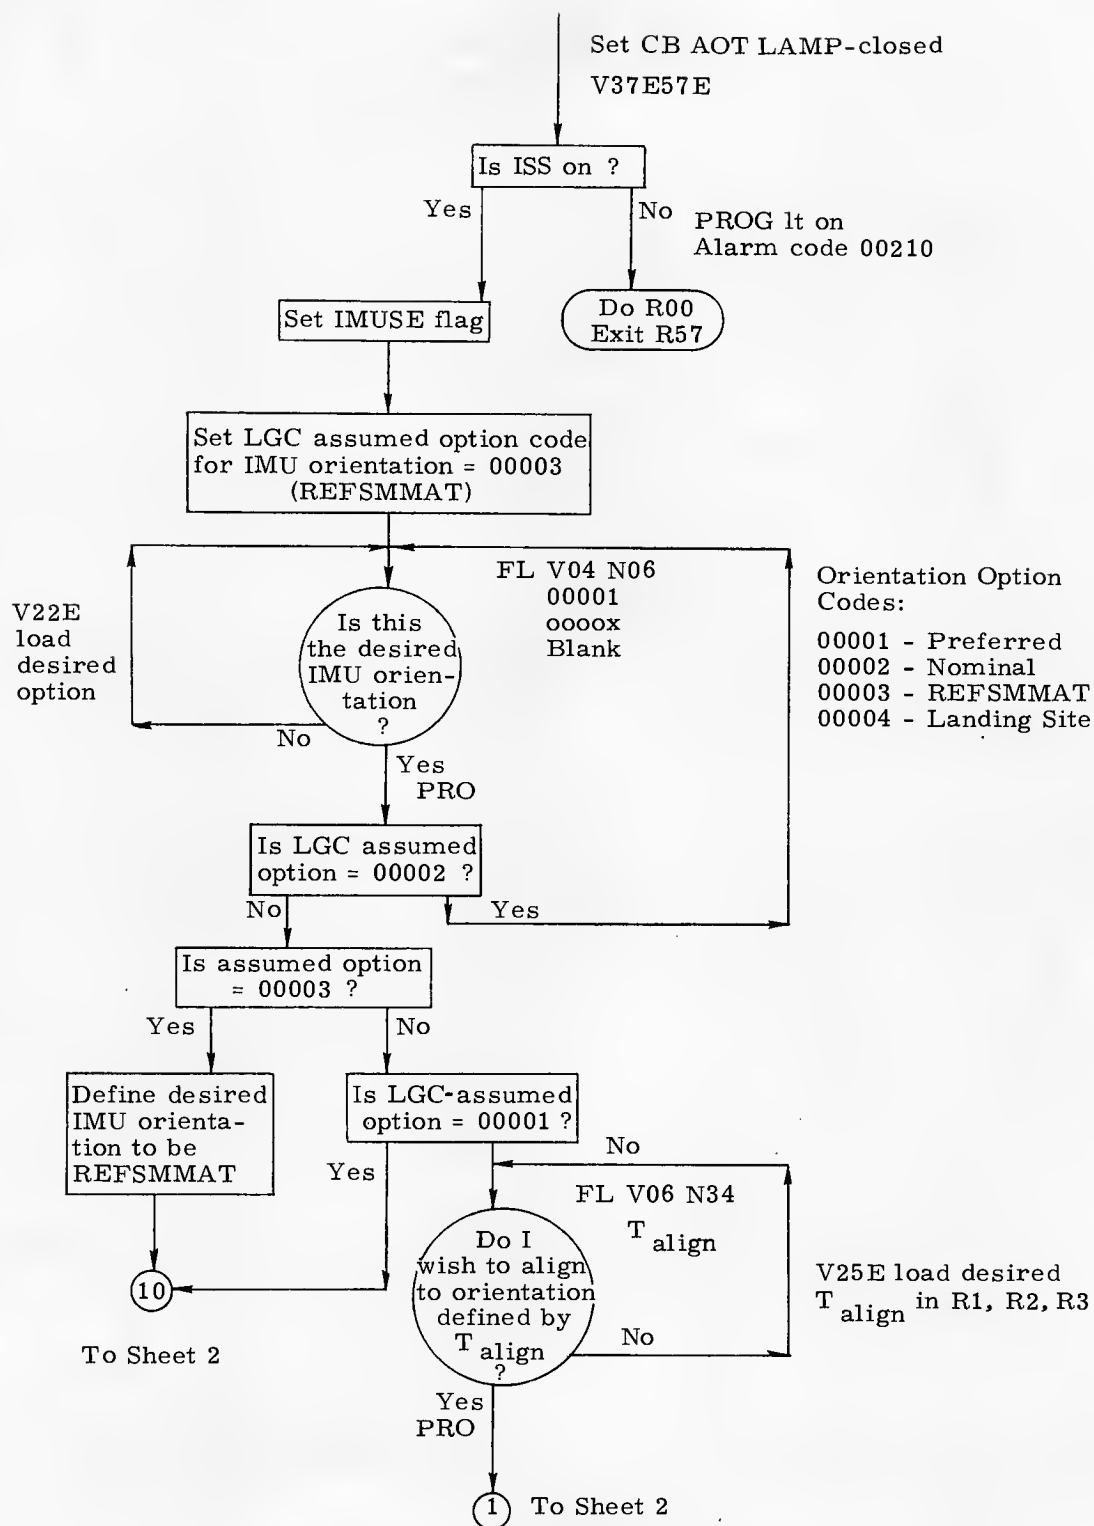 Set CB AOT LAMP-closed
V37E57E
Is ISS on ?
Yes
No
PROG lt on
Alarm code 00210
Set IMUSE flag
Do R00
Exit R57
Set LGC assumed option code
for IMU orientation = 00003
(REFSMMAT)
FL V04 N06
00001
oooox
Blank
V22E
load
desired
option
Is this
the desired
IMU orien-
tation
?
No
Orientation Option
Codes:
00001 - Preferred
00002 - Nominal
00003 - REFSMMAT
00004 - Landing Site
Yes
PRO
Is LGC assumed
option = 00002 ?
No
Yes
Is assumed option
= 00003 ?
Yes
No
Define desired
IMU orienta-
tion to be
REFSMMAT
Is LGC-assumed
option = 00001 ?
Yes
No
FL V06 N34
T align
Do I
wish to align
to orientation
defined by
T align
?
No
V25E load desired
T align in R1, R2, R3
10
To Sheet 2
Yes
PRO
1 To Sheet 2